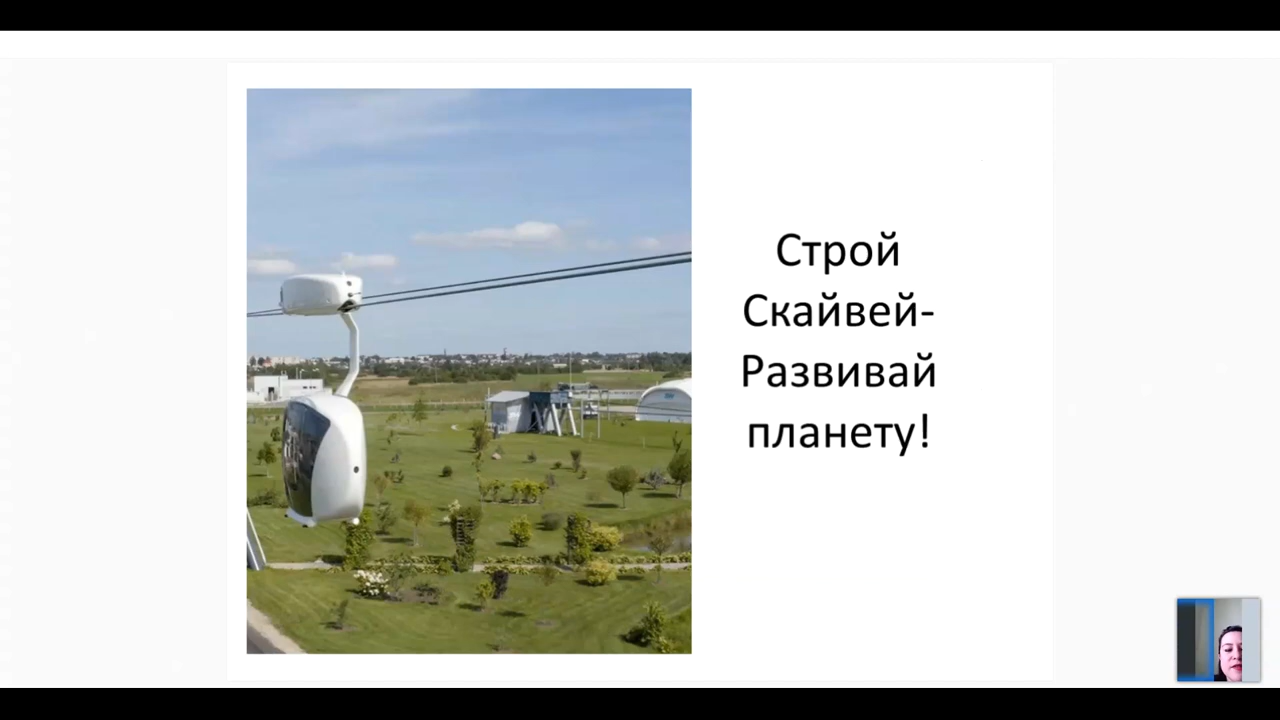 Строй
Скайвей-
Развивай
планету!